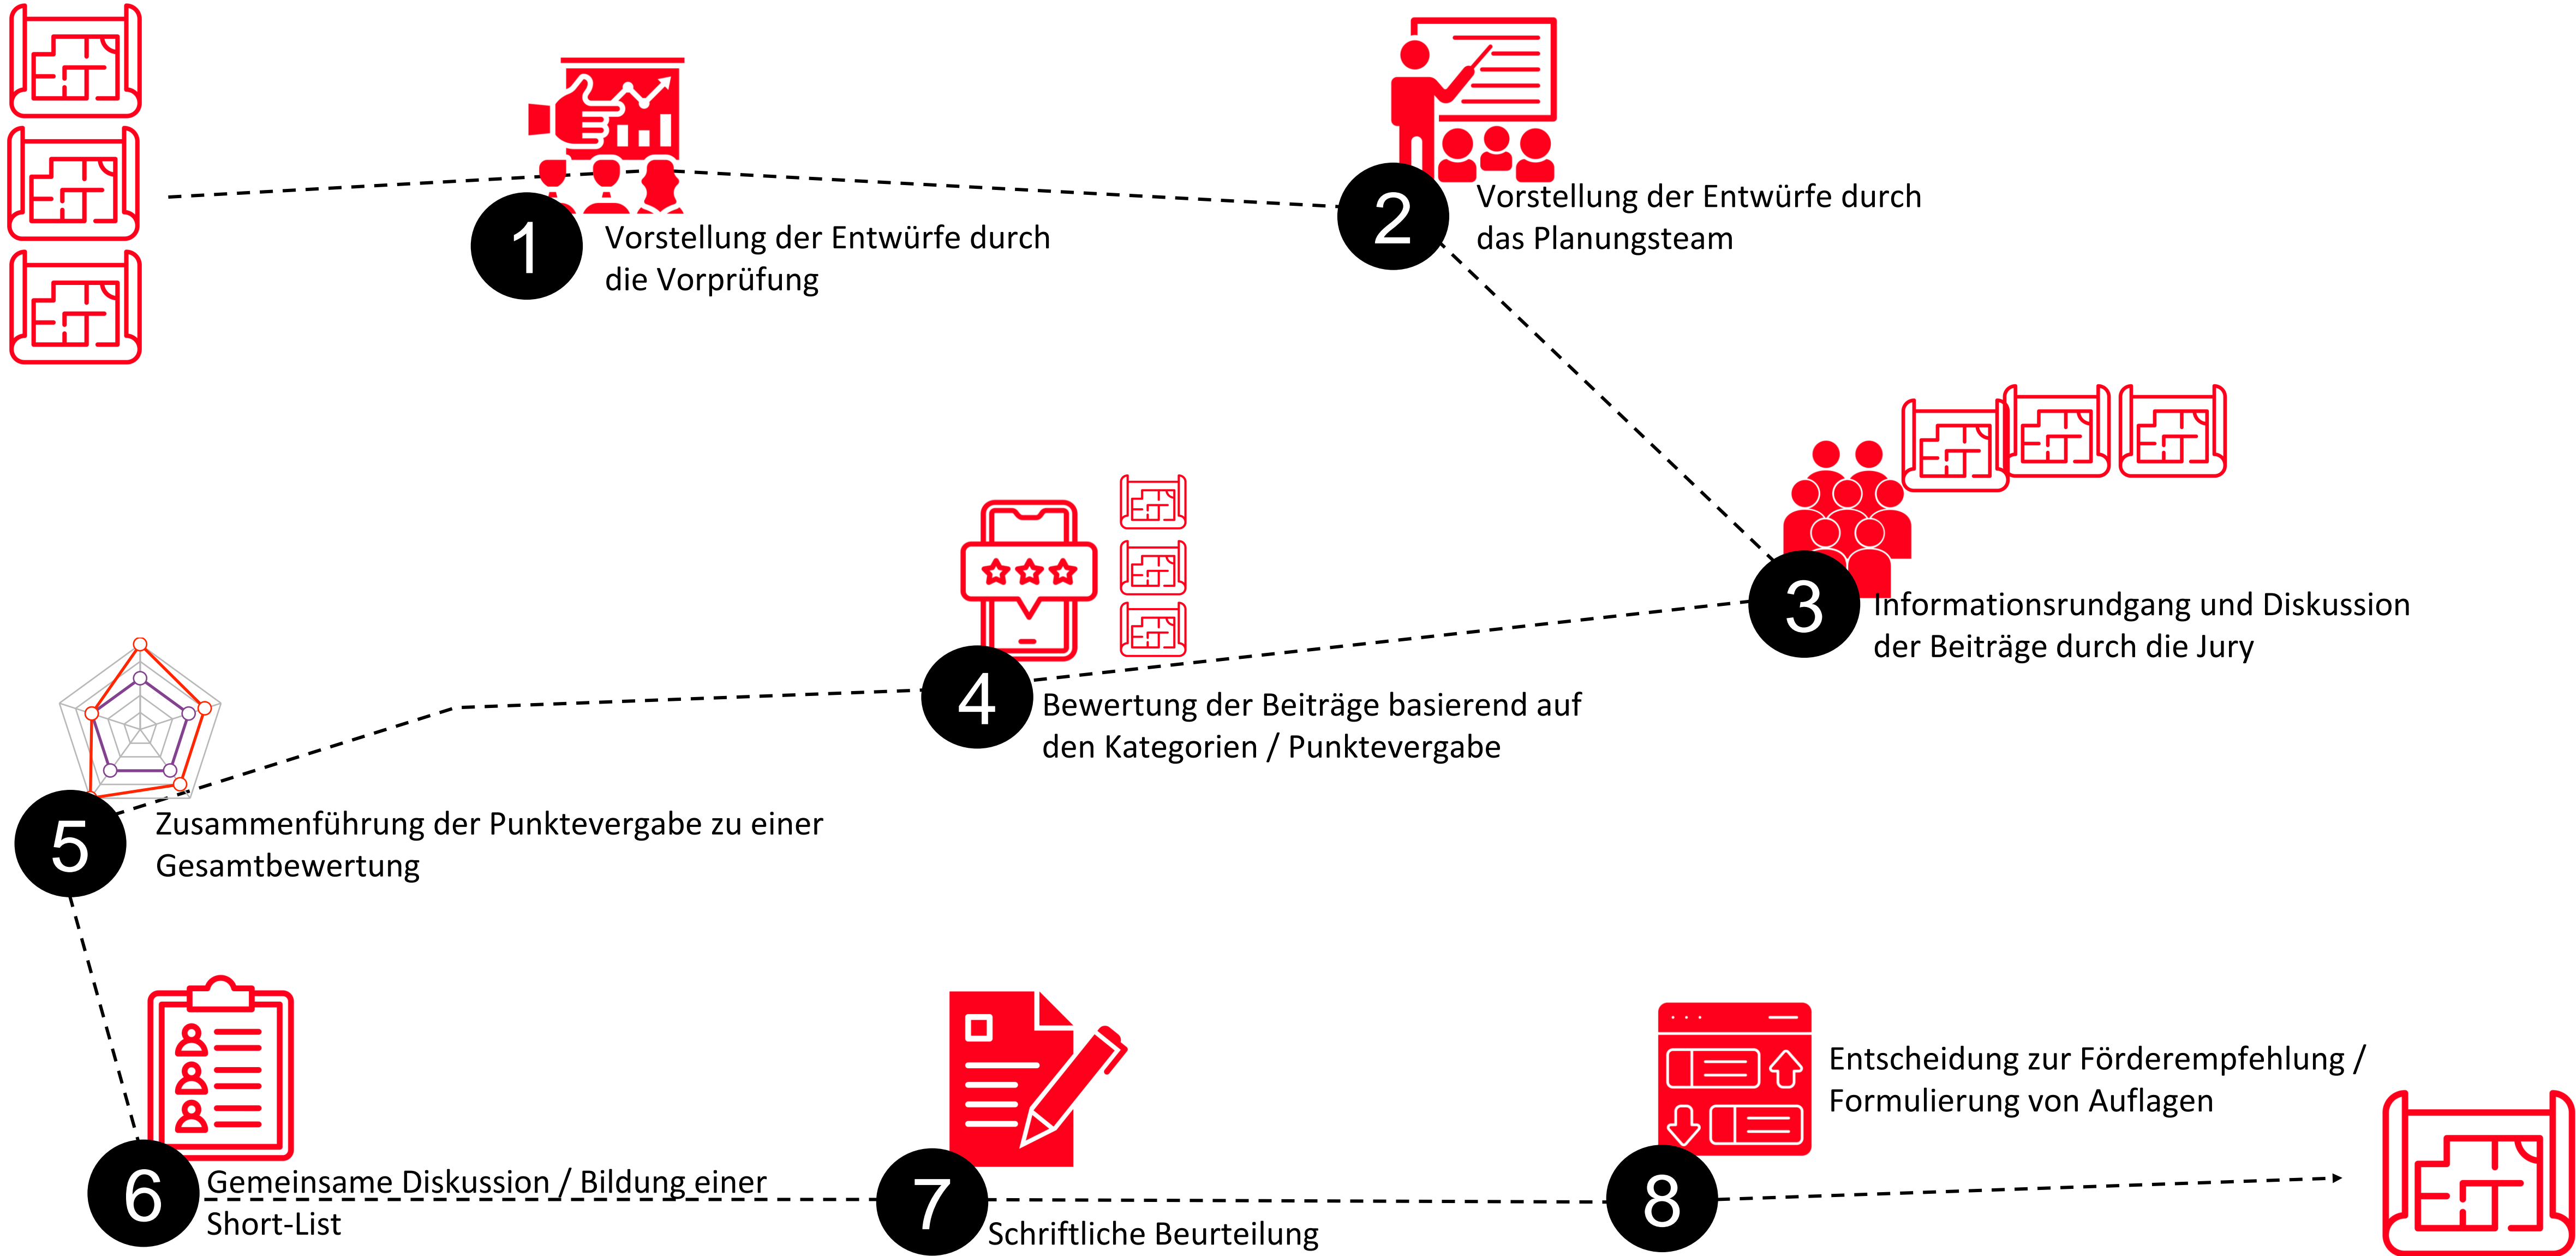 1
Vorstellung der Entwürfe durch
die Vorprüfung
2
Vorstellung der Entwürfe durch
das Planungsteam
3
Informationsrundgang und Diskussion
der Beiträge durch die Jury
4
Bewertung der Beiträge basierend auf
den Kategorien / Punktevergabe
5
Zusammenführung der Punktevergabe zu einer
Gesamtbewertung
6
Gemeinsame Diskussion / Bildung einer
Short-List
7
Schriftliche Beurteilung
8
Entscheidung zur Förderempfehlung /
Formulierung von Auflagen